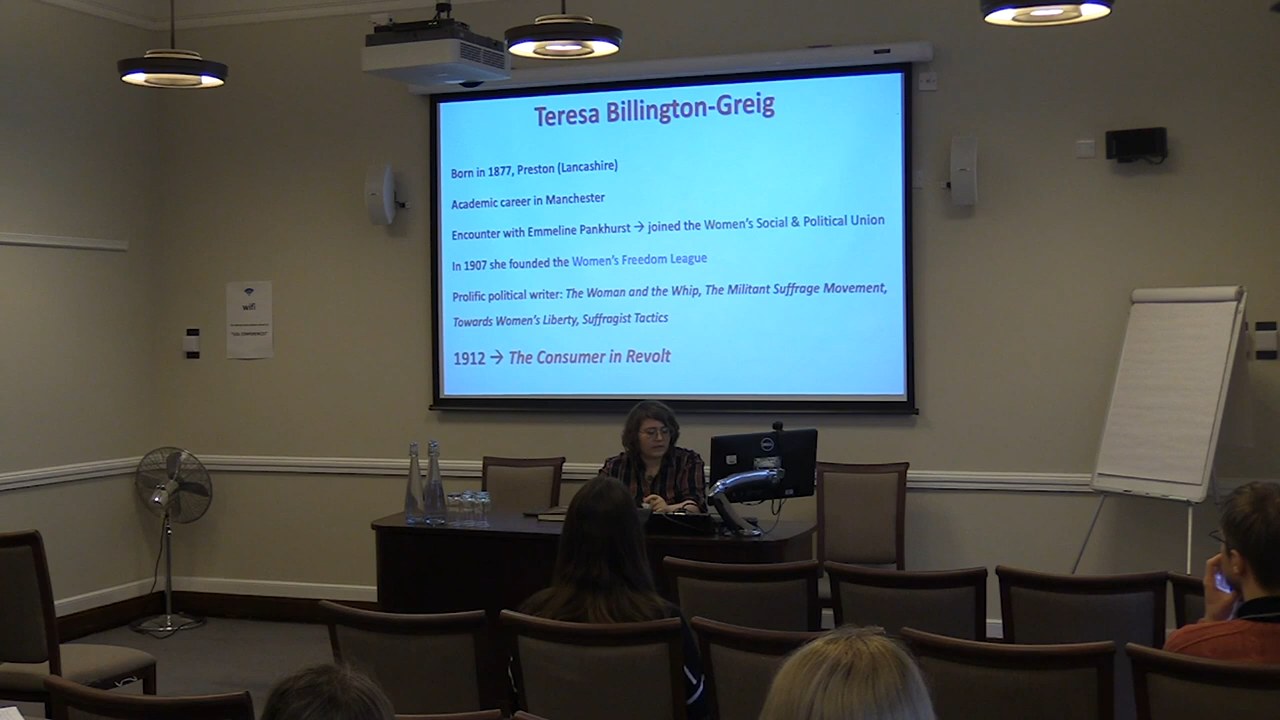 Teresa Billington-Greig
Born in 1877, Preston (Lancashire)
Academic career in Manchester
Encounter with Emmeline Pankhurst → joined the Women's Social & Political Union
In 1907 she founded the Women's Freedom League
Prolific political writer: The Woman and the Whip, The Militant Suffrage Movement,
Towards Women's Liberty, Suffragist Tactics
1912 → The Consumer in Revolt
wifi
DELL